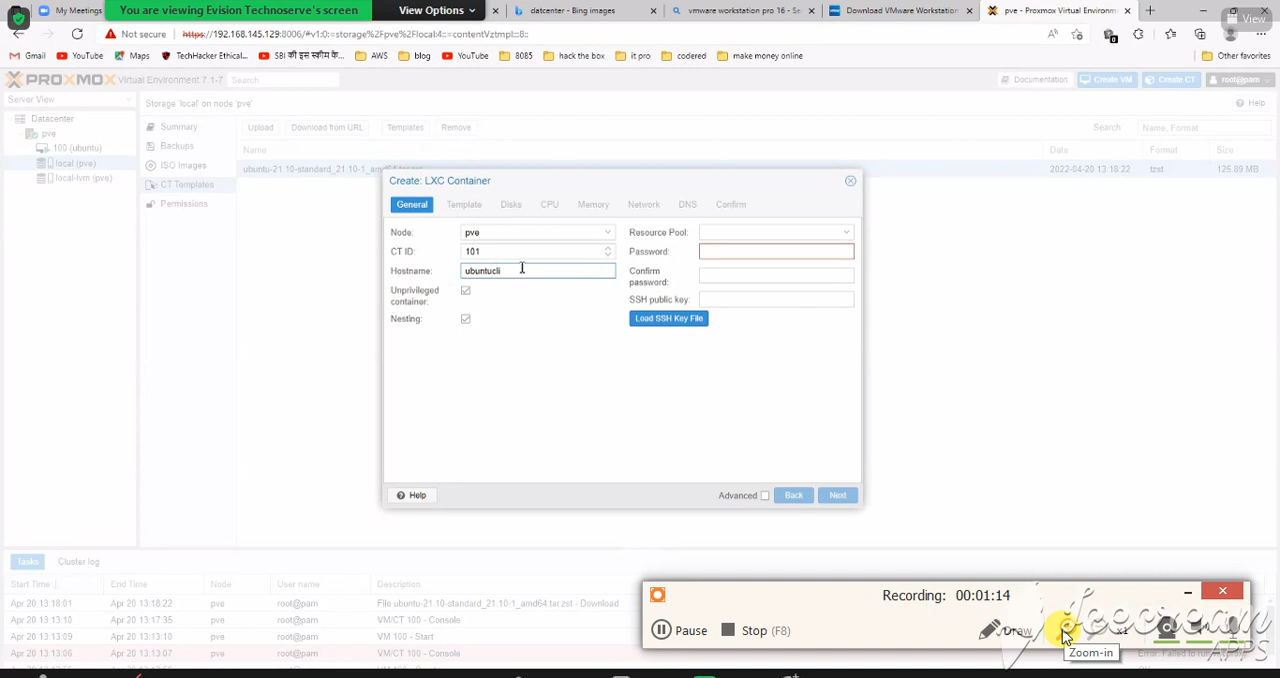 You are viewing Evision Technoserve's screen
View Options
My Meetings
datcenter - Bing images
vmware workstation pro 16 - Se
Download VMware Workstation
pve - Proxmox Virtual Environm
View
Not secure
https://192.168.145.129:8006/#v1:0:=storage%2Fpve%2Flocal:4::=contentVztmpl::8::
Gmail
YouTube
Maps
TechHacker Ethical...
SBI की इस स्कीम के...
AWS
blog
YouTube
8085
hack the box
it pro
codered
make money online
Other favorites
PROXMOX
Virtual Environment 7.1-7
Search
Documentation
Create VM
Create CT
root@pam
Server View
Storage 'local' on node 'pve'
Help
Datacenter
pve
100 (ubuntu)
local (pve)
local-lvm (pve)
Summary
Backups
ISO Images
CT Templates
Permissions
Upload
Download from URL
Templates
Remove
Search:
Name, Format
Name
Date
Format
Size
2022-04-20 13:18:22
tzst
125.89 MB
Create: LXC Container
General
Template
Disks
CPU
Memory
Network
DNS
Confirm
Node:
pve
CT ID:
101
Hostname:
ubuntucli
Unprivileged
container:
Nesting:
Resource Pool:
Password:
Confirm
password:
SSH public key:
Load SSH Key File
Help
Advanced
Back
Next
Tasks
Cluster log
Start Time
End Time
Node
User name
Description
Apr 20 13:18:01
Apr 20 13:18:22
pve
root@pam
File ubuntu-21.10-standard_21.10-1_amd64.tar.zst - Download
Apr 20 13:17:35
pve
root@pam
VM/CT 100 - Console
Apr 20 13:13:09
Apr 20 13:13:10
pve
root@pam
VM 100 - Start
Apr 20 13:13:06
Apr 20 13:13:07
pve
root@pam
VM/CT 100 - Console
Recording: 00:01:14
Pause
Stop (F8)
Draw
x1
Zoom-in
Icecream
APPS